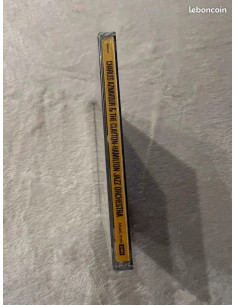 leboncoin
CHARLES AZNAVOUR & THE CLAYTON-HAMILTON JAZZ ORCHESTRA